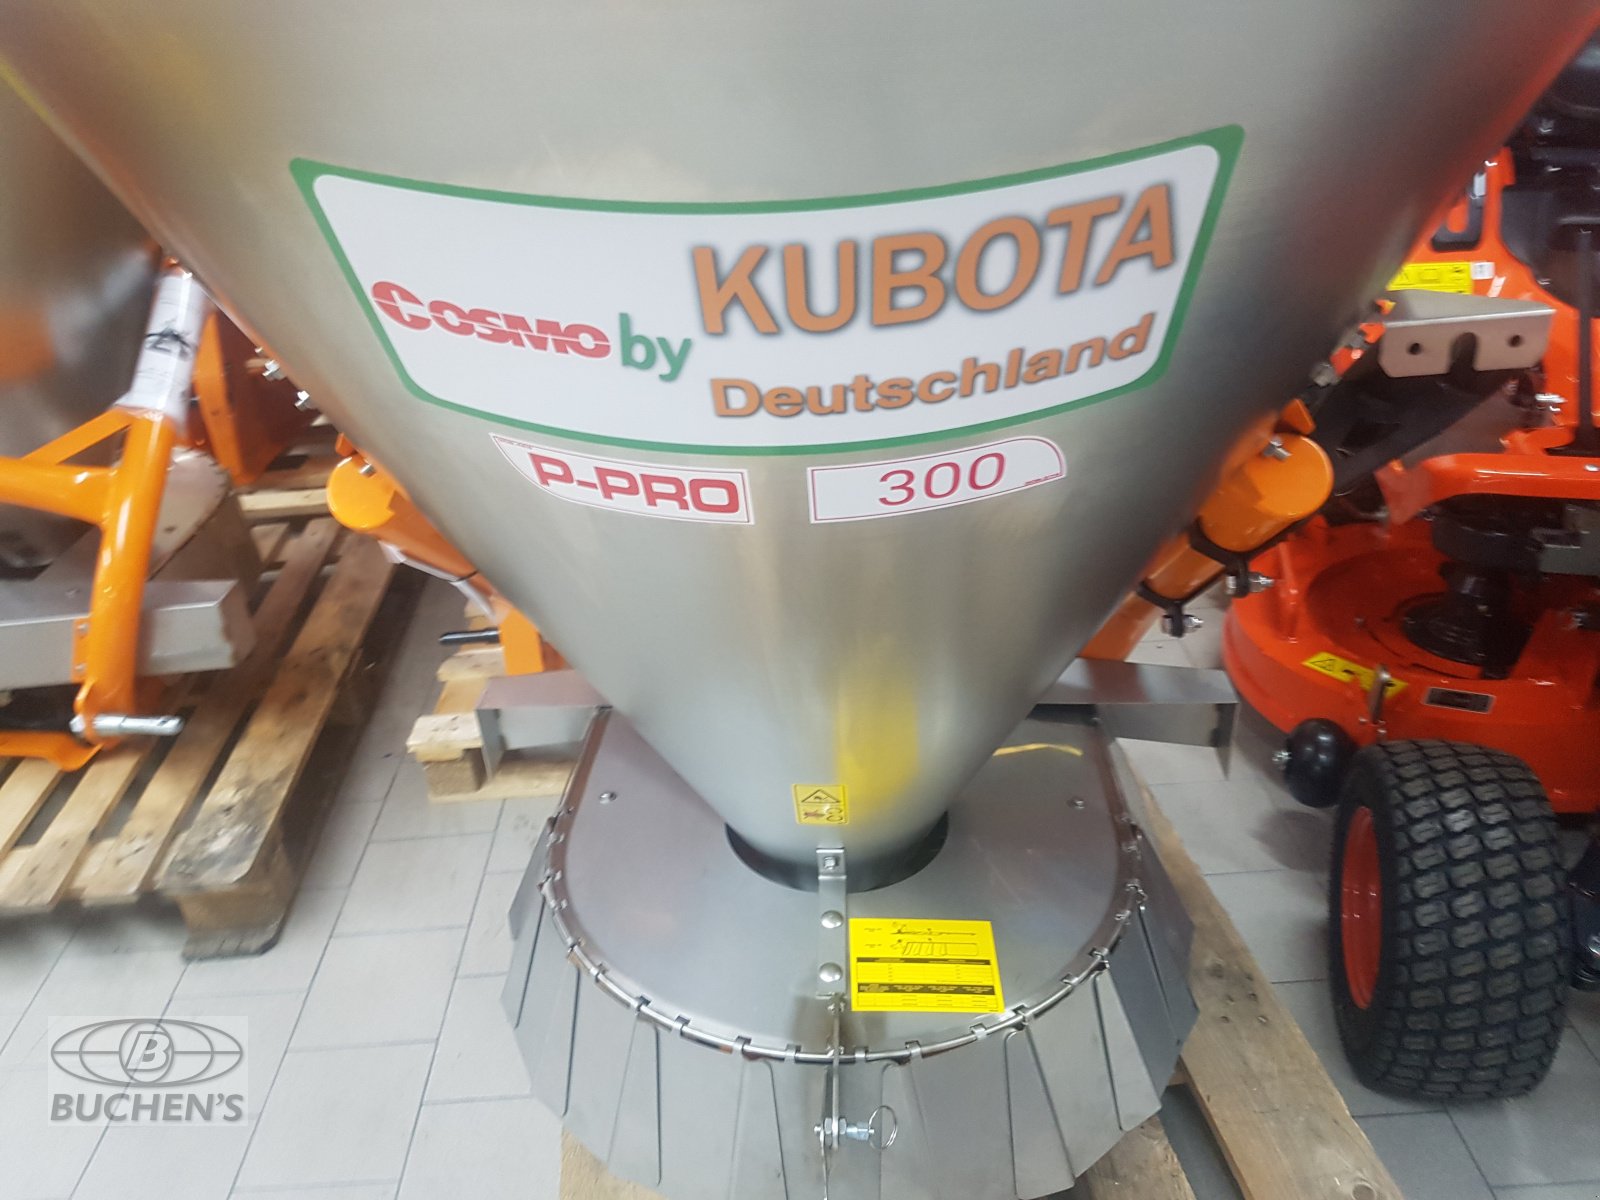 COSMO by KUBOTA
Deutschland
P-PRO 300
B
BUCHEN'S